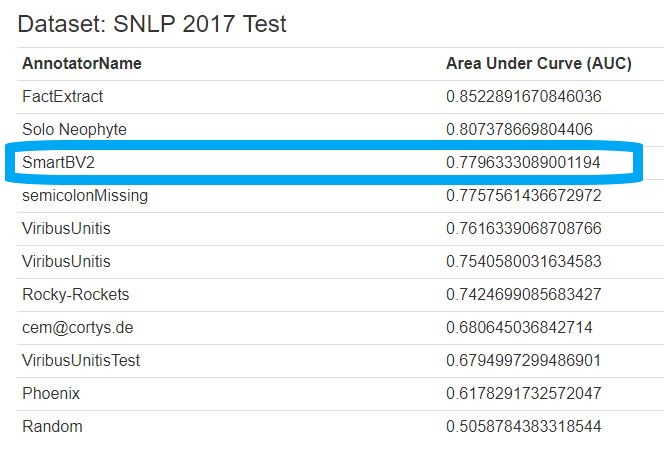 Dataset: SNLP 2017 Test
AnnotatorName Area Under Curve (AUC)
FactExtract 0.8522891670846036
Solo Neophyte 0.807378669804406
SmartBV2 0.7796333089001194
semicolonMissing 0.7757561436672972
ViribusUnitis 0.7616339068708766
ViribusUnitis 0.7540580031634583
Rocky-Rockets 0.7424699085683427
cem@cortys.de 0.680645036842714
ViribusUnitisTest 0.6794997299486901
Phoenix 0.6178291732572047
Random 0.5058784383318544